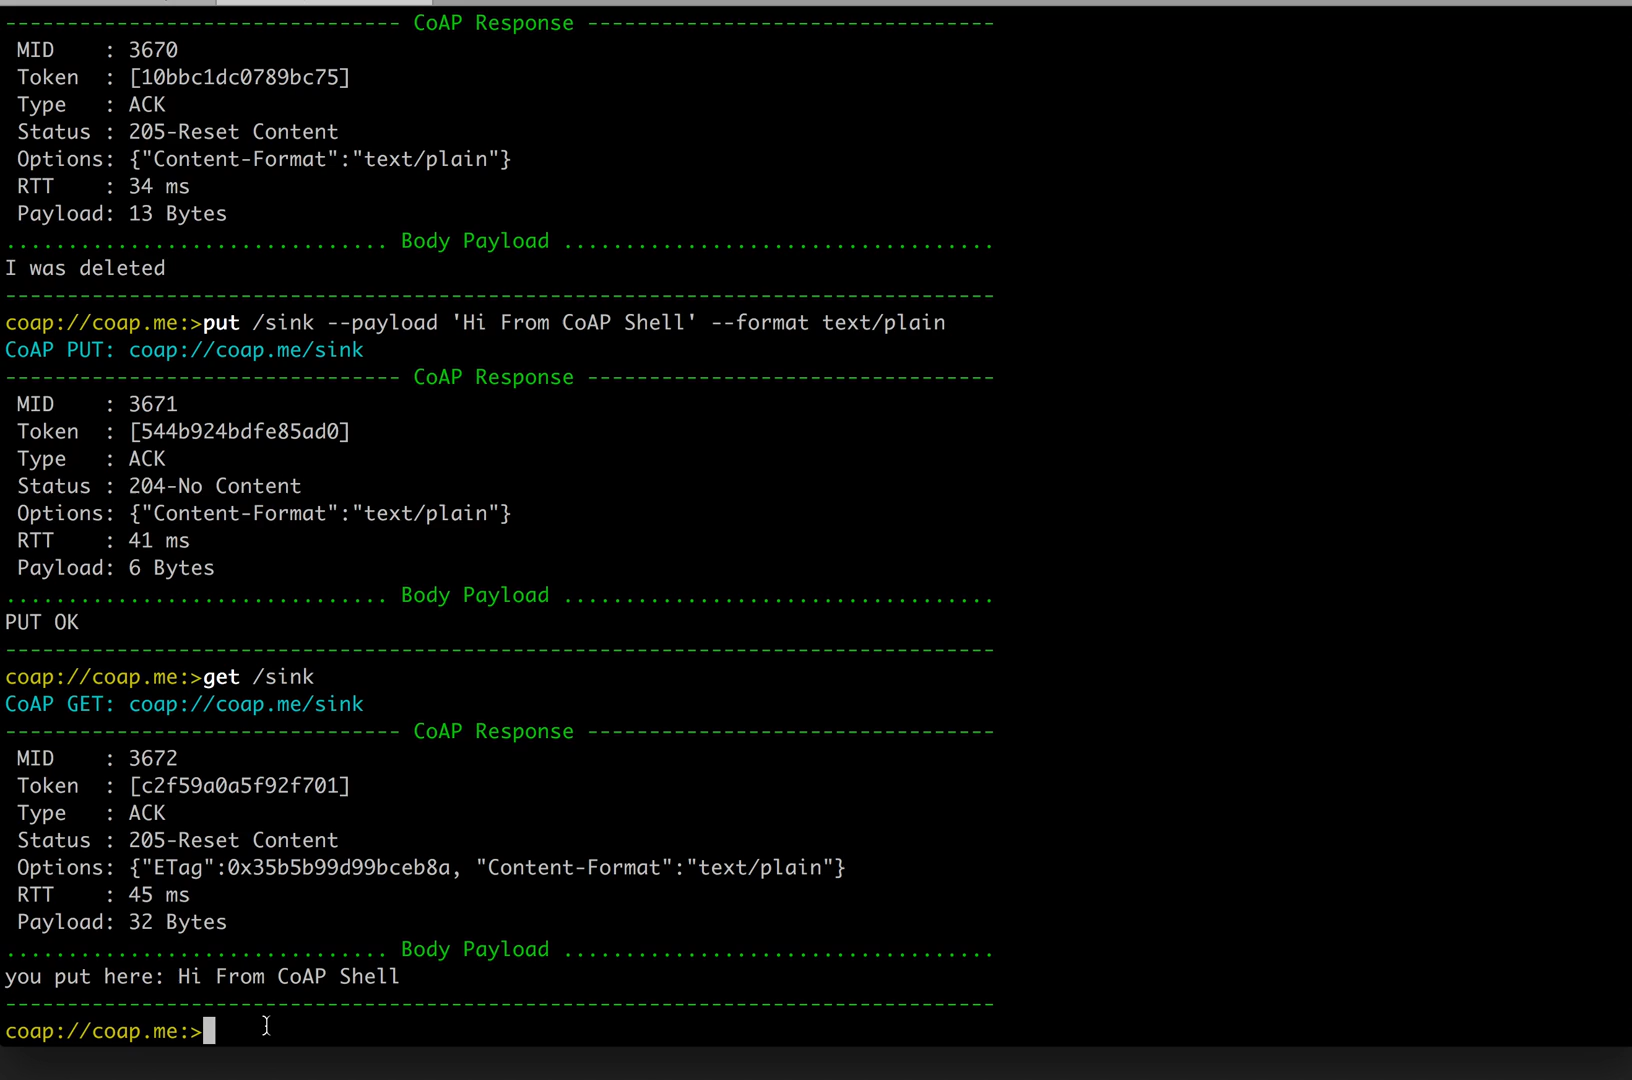 -------------------------------- CoAP Response ---------------------------------
MID    : 3670
Token  : [10bbc1dc0789bc75]
Type   : ACK
Status : 205-Reset Content
Options: {"Content-Format":"text/plain"}
RTT    : 34 ms
Payload: 13 Bytes
............................... Body Payload ...................................
I was deleted
--------------------------------------------------------------------------------
coap://coap.me:>put /sink --payload 'Hi From CoAP Shell' --format text/plain
CoAP PUT: coap://coap.me/sink
-------------------------------- CoAP Response ---------------------------------
MID    : 3671
Token  : [544b924bdfe85ad0]
Type   : ACK
Status : 204-No Content
Options: {"Content-Format":"text/plain"}
RTT    : 41 ms
Payload: 6 Bytes
............................... Body Payload ...................................
PUT OK
--------------------------------------------------------------------------------
coap://coap.me:>get /sink
CoAP GET: coap://coap.me/sink
-------------------------------- CoAP Response ---------------------------------
MID    : 3672
Token  : [c2f59a0a5f92f701]
Type   : ACK
Status : 205-Reset Content
Options: {"ETag":0x35b5b99d99bceb8a, "Content-Format":"text/plain"}
RTT    : 45 ms
Payload: 32 Bytes
............................... Body Payload ...................................
you put here: Hi From CoAP Shell
--------------------------------------------------------------------------------
coap://coap.me:>